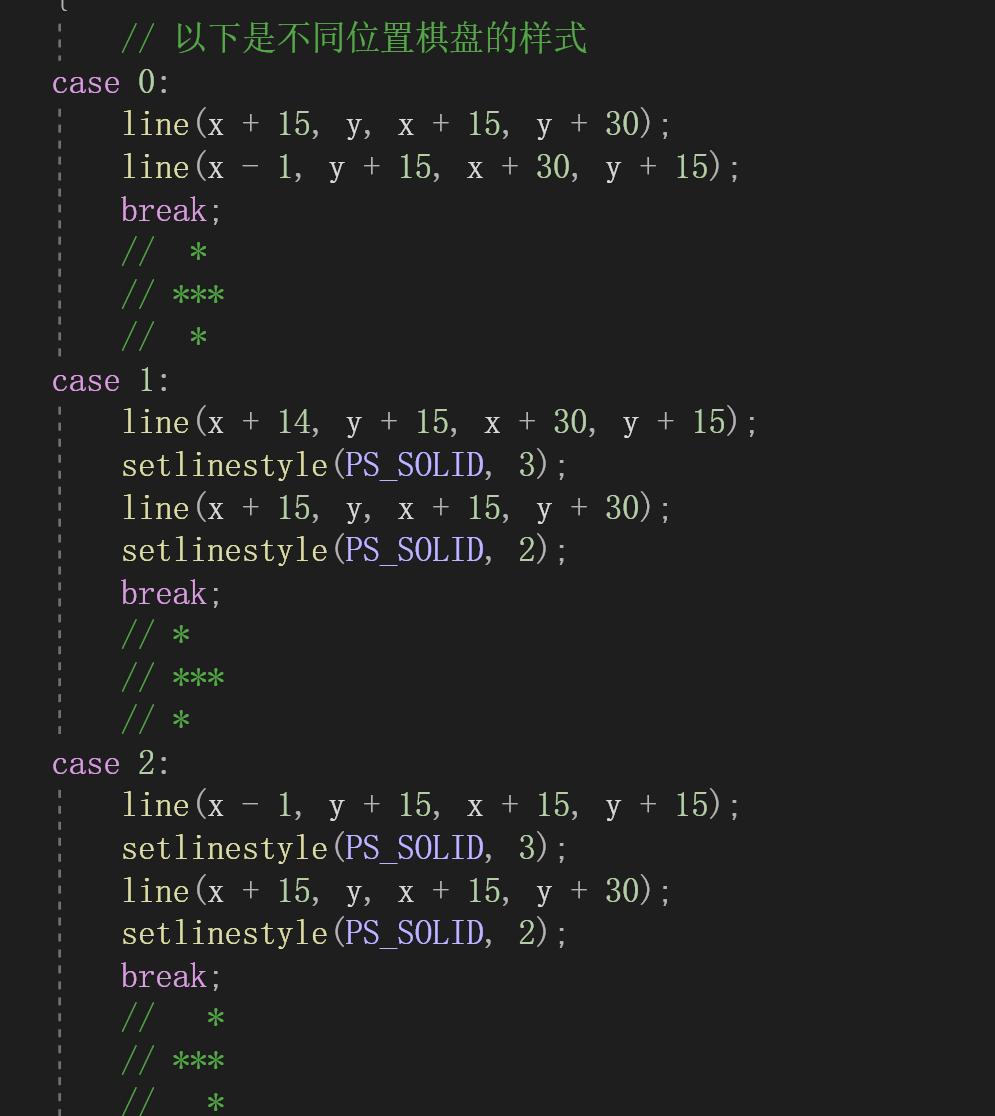 {
// 以下是不同位置棋盘的样式
case 0:
line(x + 15, y, x + 15, y + 30);
line(x - 1, y + 15, x + 30, y + 15);
break;
//  *
// ***
//  *
case 1:
line(x + 14, y + 15, x + 30, y + 15);
setlinestyle(PS_SOLID, 3);
line(x + 15, y, x + 15, y + 30);
setlinestyle(PS_SOLID, 2);
break;
// *
// ***
// *
case 2:
line(x - 1, y + 15, x + 15, y + 15);
setlinestyle(PS_SOLID, 3);
line(x + 15, y, x + 15, y + 30);
setlinestyle(PS_SOLID, 2);
break;
//   *
// ***
//   *